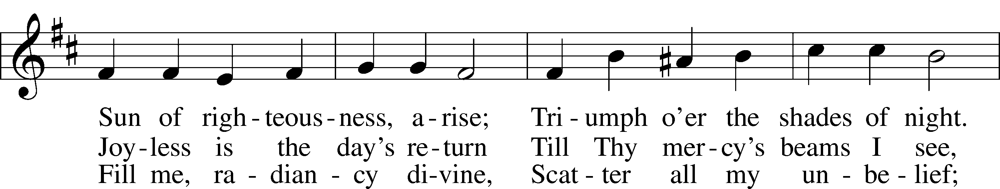 Sun of righ - teous - ness, a - rise; Tri - umph o'er the shades of night.
Joy - less is the day's re - turn Till Thy mer - cy's beams I see,
Fill me, ra - dian - cy di - vine, Scat - ter all my un - be - lief;